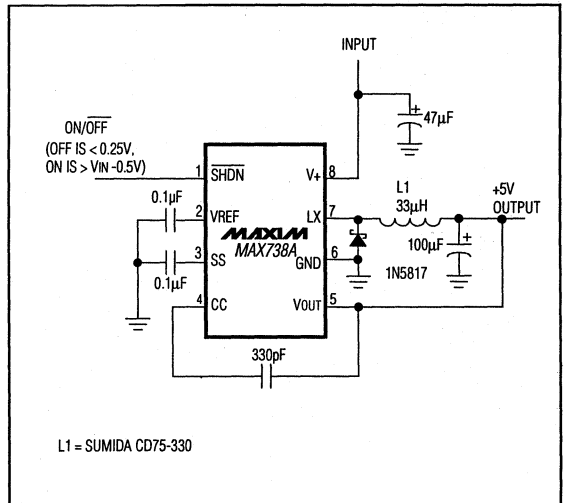 INPUT
+
47µF
ON/OFF
(OFF IS < 0.25V,
ON IS > VIN -0.5V)
1
SHDN
V+
8
L1
33µH
+5V
OUTPUT
0.1µF
2
VREF
LX
7
MAXIM
MAX738A
+
100µF
3
SS
GND
6
1N5817
0.1µF
4
CC
VOUT
5
330pF
L1 = SUMIDA CD75-330